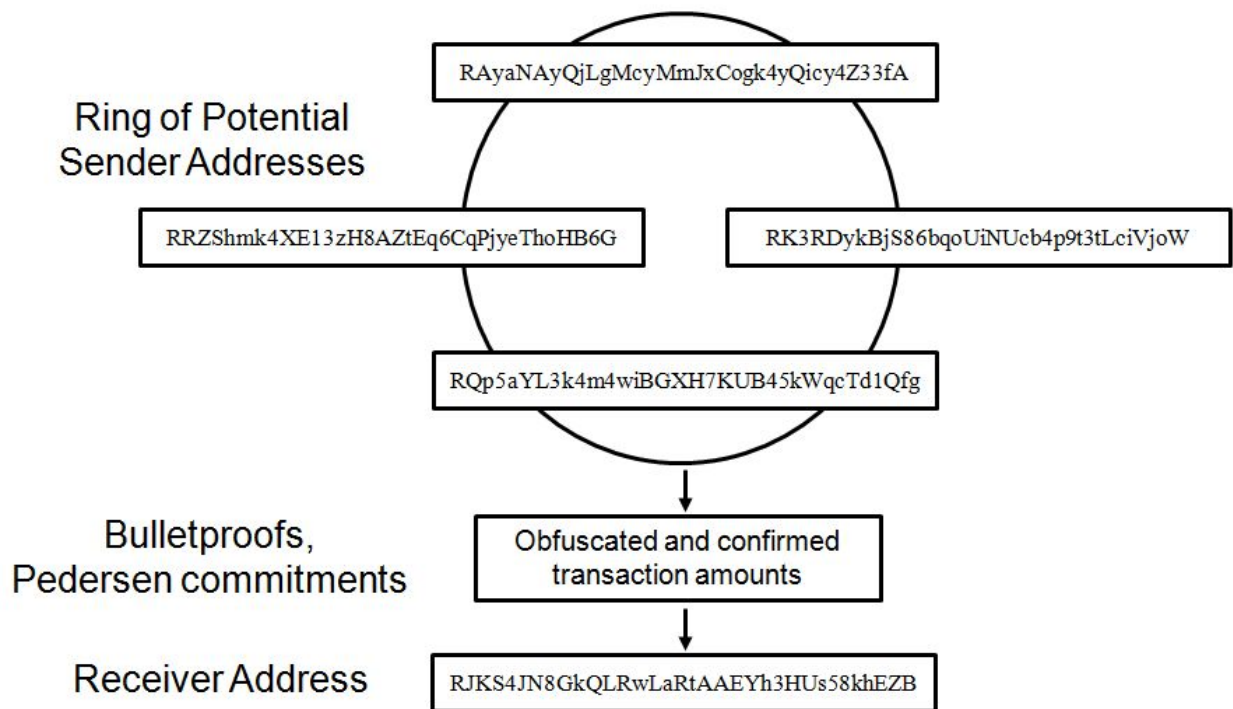 RAyaNAyQjLgMcyMmJxCogk4yQicy4Z33fA
Ring of Potential
Sender Addresses
RRZShmk4XE13zH8AZtEq6CqPjyeThoHB6G
RK3RDykBjS86bqoUiNUcb4p9t3tLciVjoW
RQp5aYL3k4m4wiBGXH7KUB45kWqcTd1Qfg
Bulletproofs,
Pedersen commitments
Obfuscated and confirmed
transaction amounts
Receiver Address
RJKS4JN8GkQLRwLaRtAAEYh3HUs58khEZB